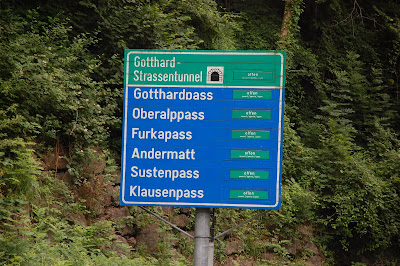 Gotthard-
Strassentunnel offen
Gotthardpass offen
Oberalppass offen
Furkapass offen
Andermatt offen
Sustenpass offen
Klausenpass offen